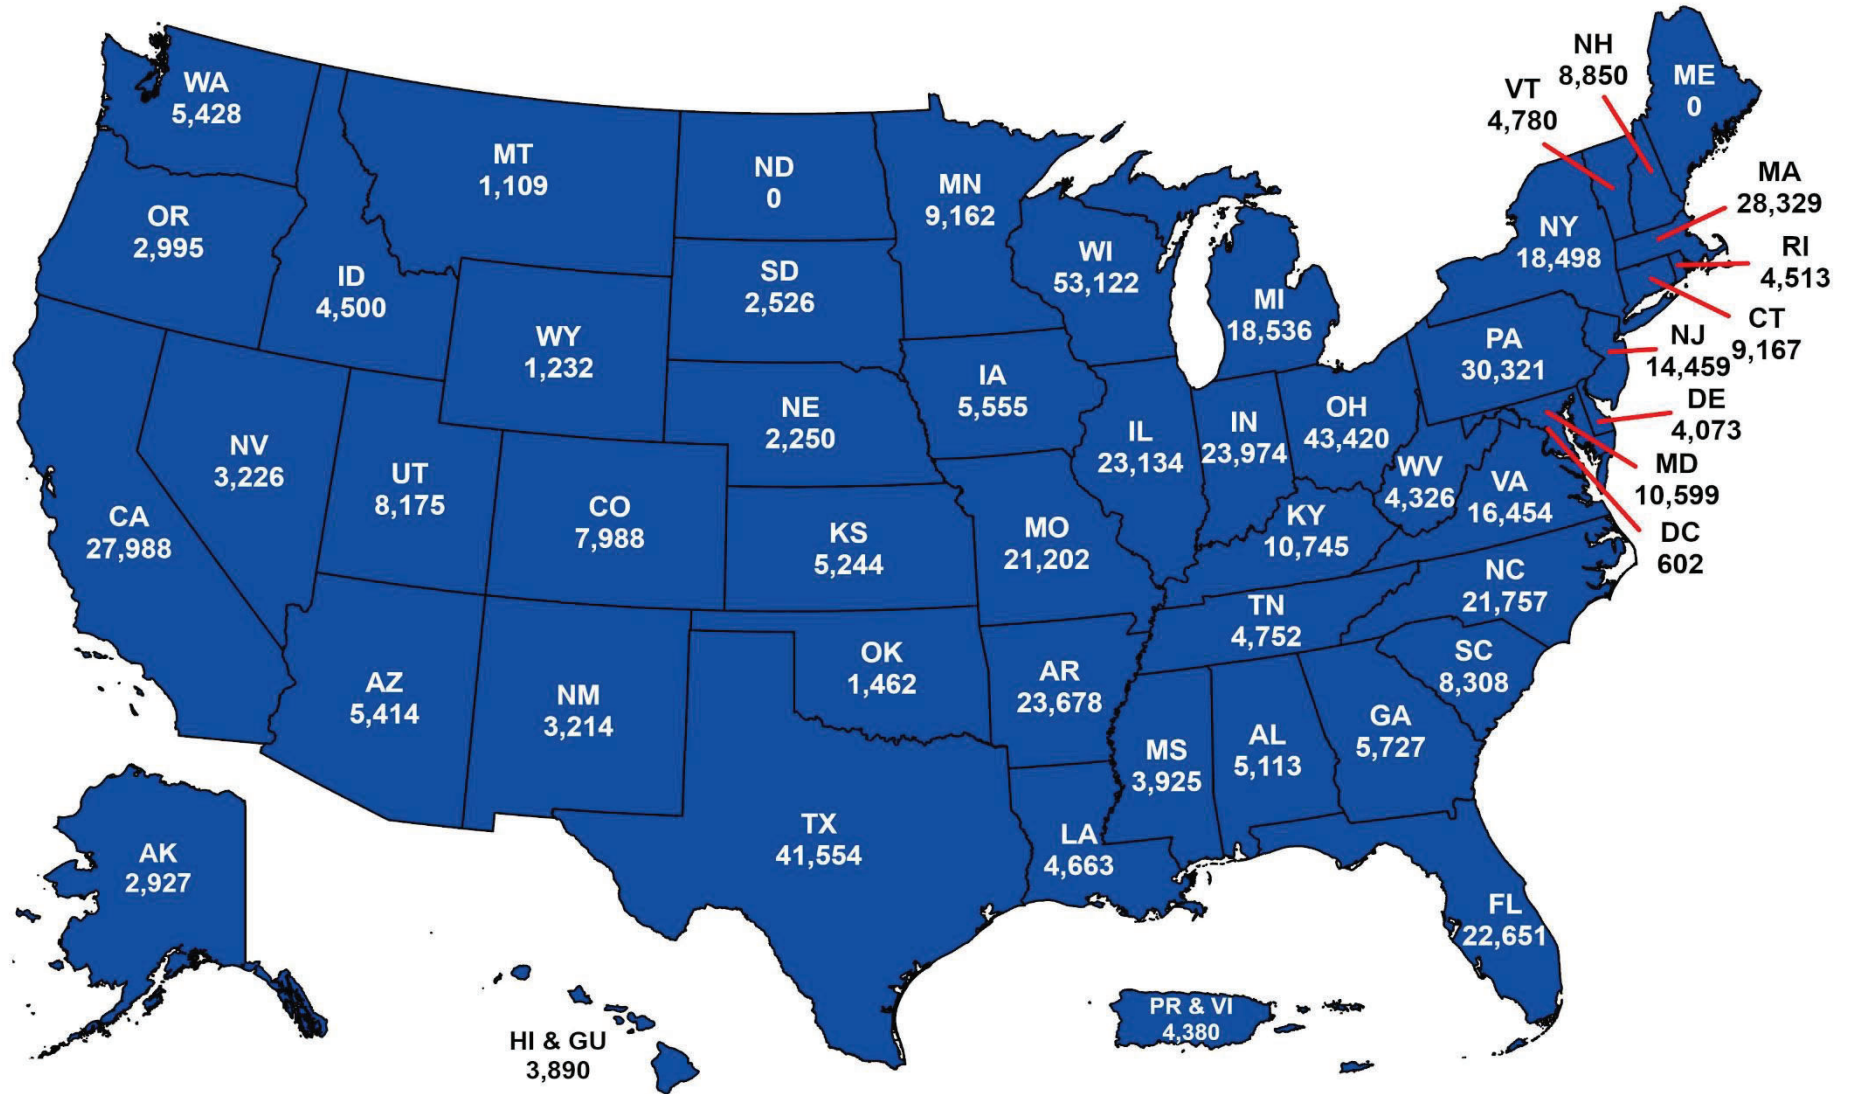 WA
5,428
OR
2,995
CA
27,988
NV
3,226
ID
4,500
MT
1,109
WY
1,232
UT
8,175
CO
7,988
AZ
5,414
NM
3,214
ND
0
SD
2,526
NE
2,250
KS
5,244
OK
1,462
TX
41,554
MN
9,162
IA
5,555
MO
21,202
AR
23,678
LA
4,663
WI
53,122
IL
23,134
MI
18,536
IN
23,974
OH
43,420
KY
10,745
TN
4,752
MS
3,925
AL
5,113
GA
5,727
FL
22,651
SC
8,308
NC
21,757
VA
16,454
WV
4,326
PA
30,321
NY
18,498
VT
4,780
NH
8,850
ME
0
MA
28,329
RI
4,513
CT
9,167
NJ
14,459
DE
4,073
MD
10,599
DC
602
AK
2,927
HI & GU
3,890
PR & VI
4,380